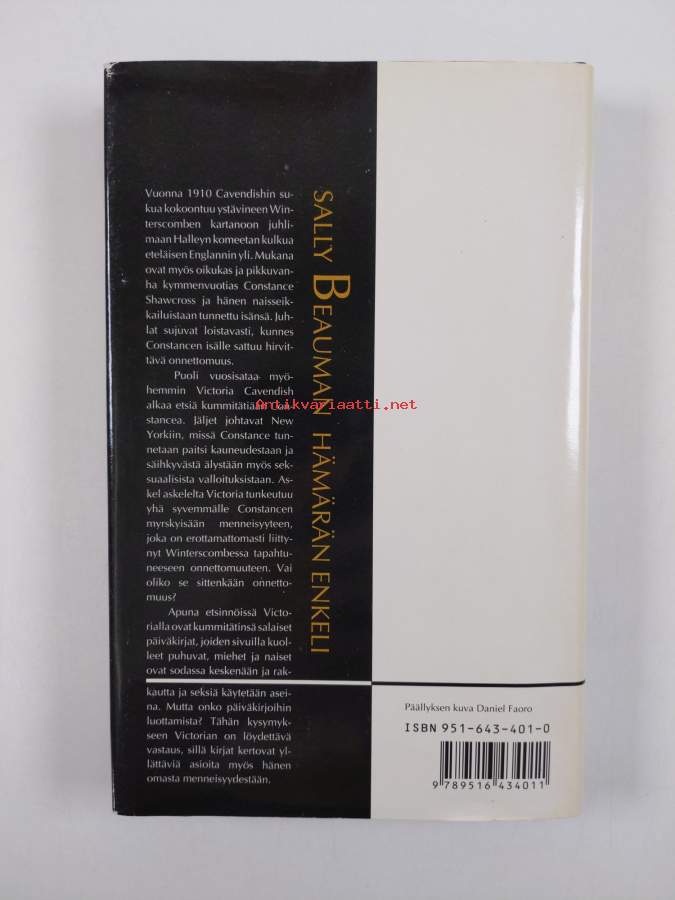 Vuonna 1910 Cavendishin su-
kua kokoontuu ystävineen Win-
terscomben kartanoon juhli-
maan Halleyn komeetan kulkua
eteläisen Englannin yli. Mukana
ovat myös oikukas ja pikkuvan-
ha kymmenvuotias Constance
Shawcross ja hänen naisseik-
kailuistaan tunnettu isänsä. Juh-
lat sujuvat loistavasti, kunnes
Constancen isälle sattuu hirvit-
tävä onnettomuus.
Puoli vuosisataa myö-
hemmin Victoria Cavendish
alkaa etsiä kummitätiään
stancea. Jäljet johtavat New
Yorkiin, missä Constance tun-
netaan paitsi kauneudestaan ja
säihkyvästä älystään myös sek-
suaalisista valloituksistaan. As-
kel askelelta Victoria tunkeutuu
yhä syvemmälle Constancen
myrskyisään menneisyyteen,
joka on erottamattomasti liitty-
nyt Winterscombessa tapahtu-
neeseen onnettomuuteen. Vai
oliko se sittenkään onnetto-
muus?
Apuna etsinnöissä Victo-
rialla ovat kummitätinsä salaiset
päiväkirjat, joiden sivuilla kuol-
leet puhuvat, miehet ja naiset
ovat sodassa keskenään ja rak-
kautta ja seksiä käytetään asei-
na. Mutta onko päiväkirjoihin
luottamista? Tähän kysymyk-
seen Victorian on löydettävä
vastaus, sillä kirjat kertovat yl-
lättäviä asioita myös hänen
omasta menneisyydestään.
SALLY BEAUMAN HÄMÄRÄN ENKELI
Antikvariaatti.net
Päällyksen kuva Daniel Faoro
ISBN 951-643-401-0
9 789516 434011